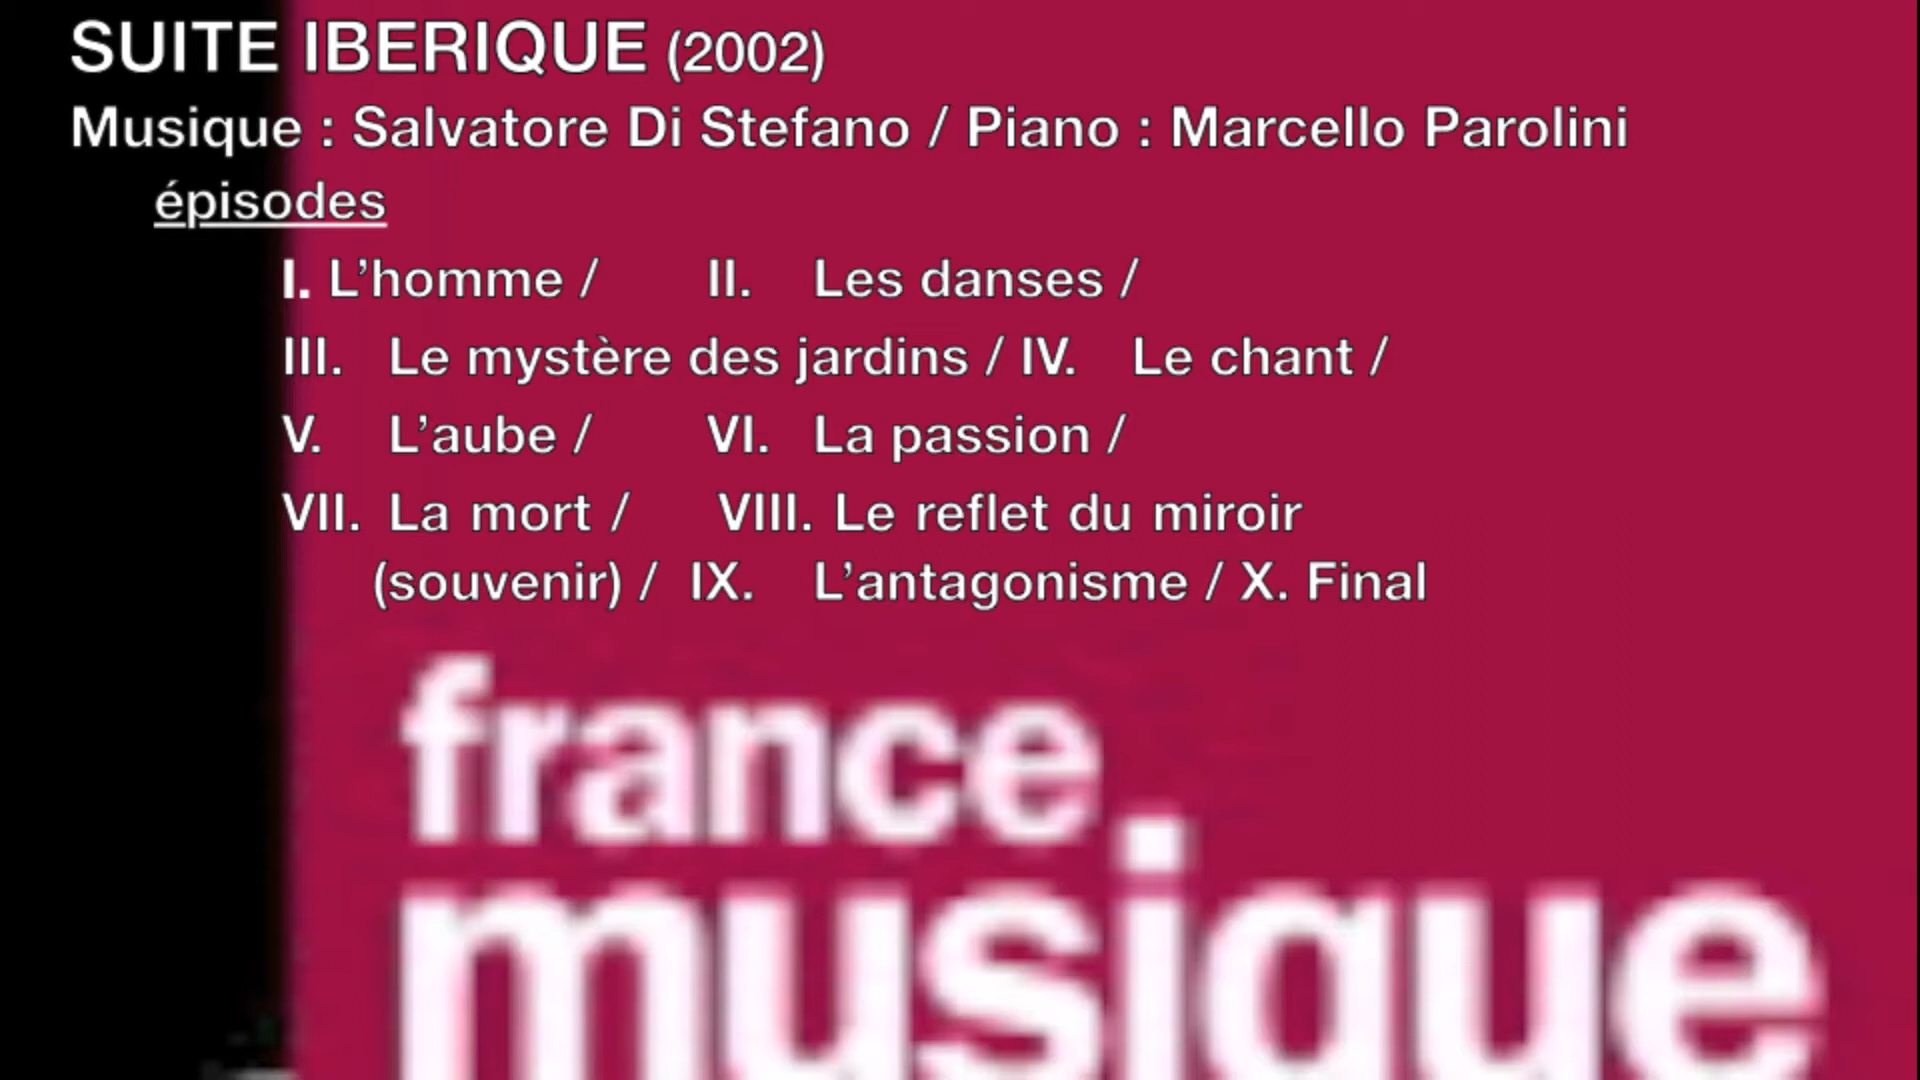 SUITE IBERIQUE (2002)
Musique : Salvatore Di Stefano / Piano : Marcello Parolini
épisodes
I. L’homme / II. Les danses /
III. Le mystère des jardins / IV. Le chant /
V. L’aube / VI. La passion /
VII. La mort / VIII. Le reflet du miroir
(souvenir) / IX. L’antagonisme / X. Final
france
musique